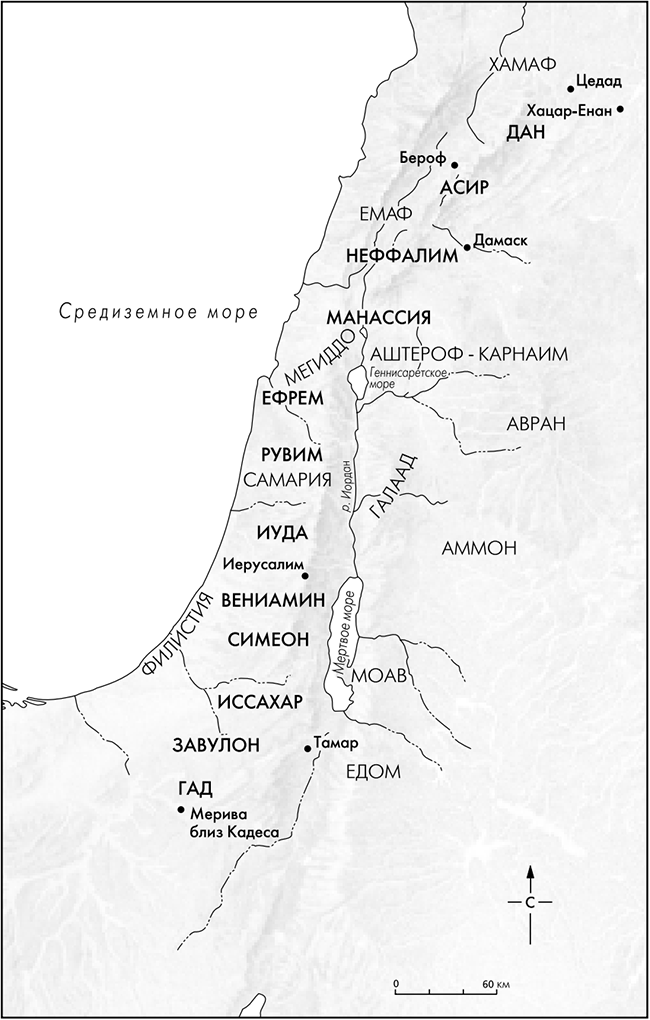 ХАМАФ
Цедад
Хацар-Енан
ДАН
Бероф
АСИР
ЕМАФ
Дамаск
НЕФФАЛИМ
Средиземное море
МАНАССИЯ
МЕГИДДО
АШТЕРОФ - КАРНАИМ
Геннисаретское
море
ЕФРЕМ
АВРАН
РУВИМ
САМАРИЯ
р. Иордан
ГАЛААД
ИУДА
АММОН
Иерусалим
ВЕНИАМИН
ФИЛИСТИЯ
СИМЕОН
Мертвое море
МОАВ
ИССАХАР
ЗАВУЛОН
Тамар
ЕДОМ
ГАД
Мерива
близ Кадеса
С
0 60 км